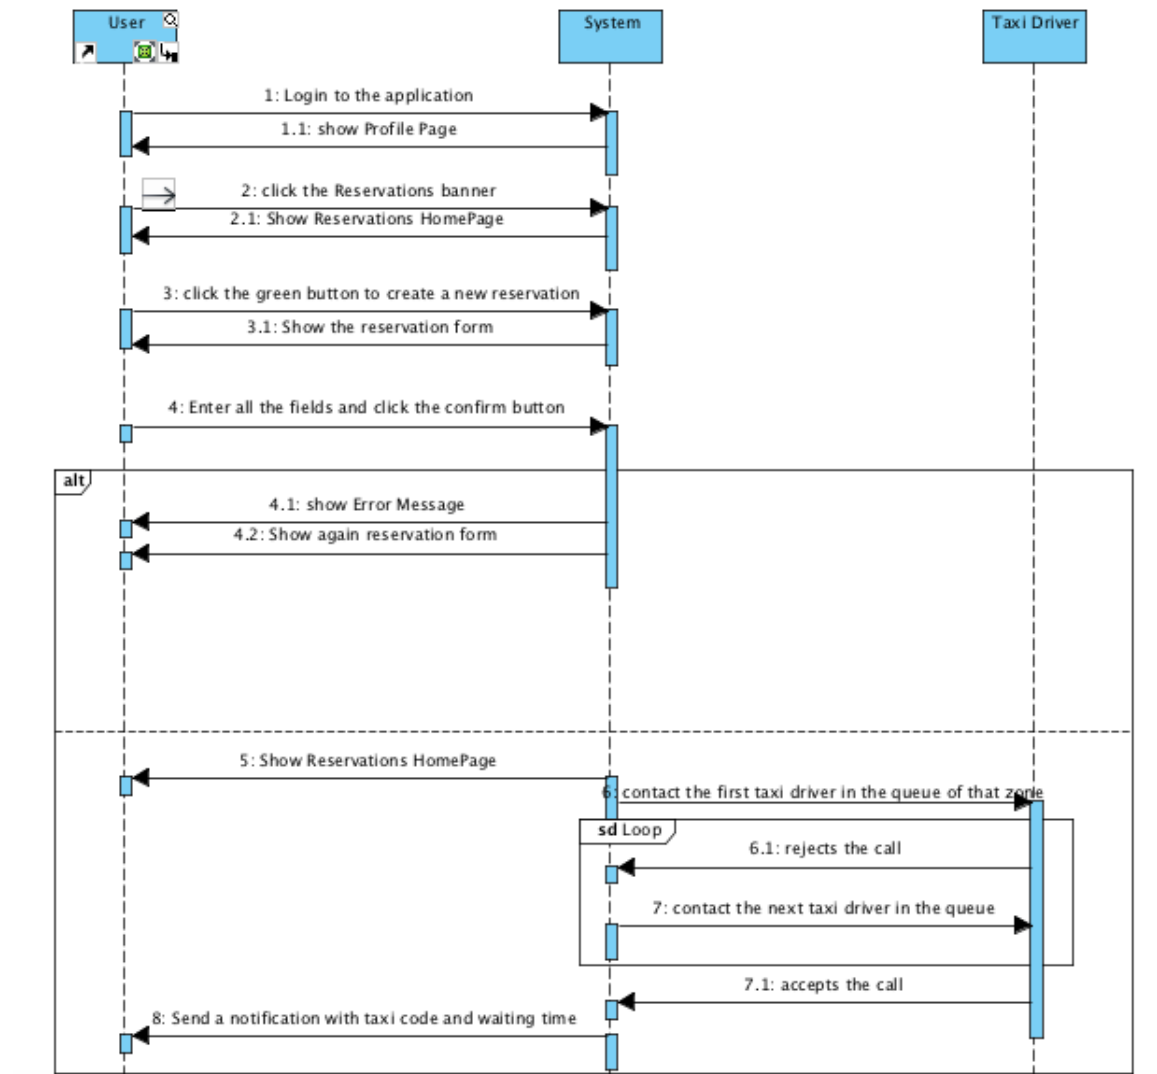 User
System
Taxi Driver
1: Login to the application
1.1: show Profile Page
2: click the Reservations banner
2.1: Show Reservations HomePage
3: click the green button to create a new reservation
3.1: Show the reservation form
4: Enter all the fields and click the confirm button
alt
4.1: show Error Message
4.2: Show again reservation form
5: Show Reservations HomePage
6: contact the first taxi driver in the queue of that zone
sd Loop
6.1: rejects the call
7: contact the next taxi driver in the queue
7.1: accepts the call
8: Send a notification with taxi code and waiting time